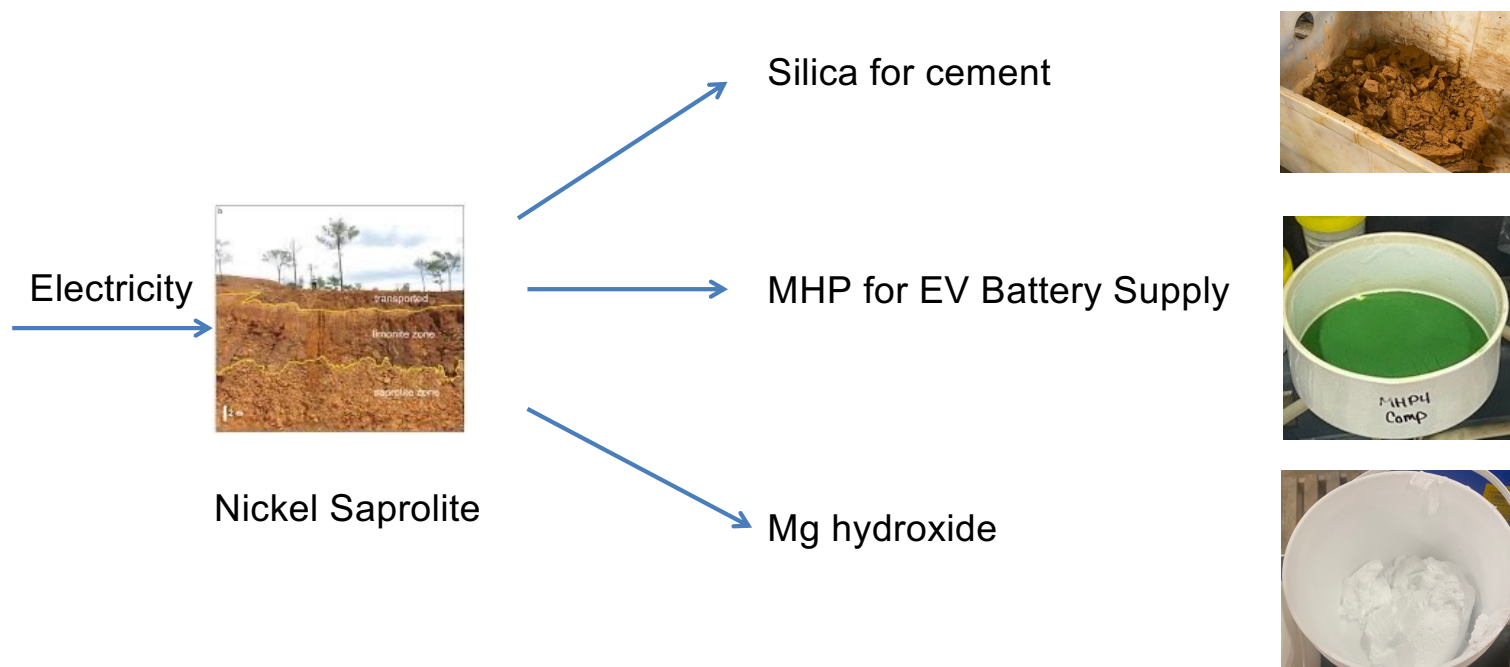 Silica for cement
Electricity
a
transported
limonite zone
saprolite zone
2 m
MHP for EV Battery Supply
MHP4
Comp
Nickel Saprolite
Mg hydroxide